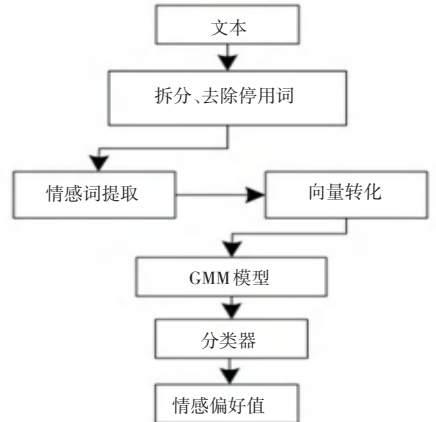 文本
拆分、去除停用词
情感词提取
向量转化
GMM模型
分类器
情感偏好值